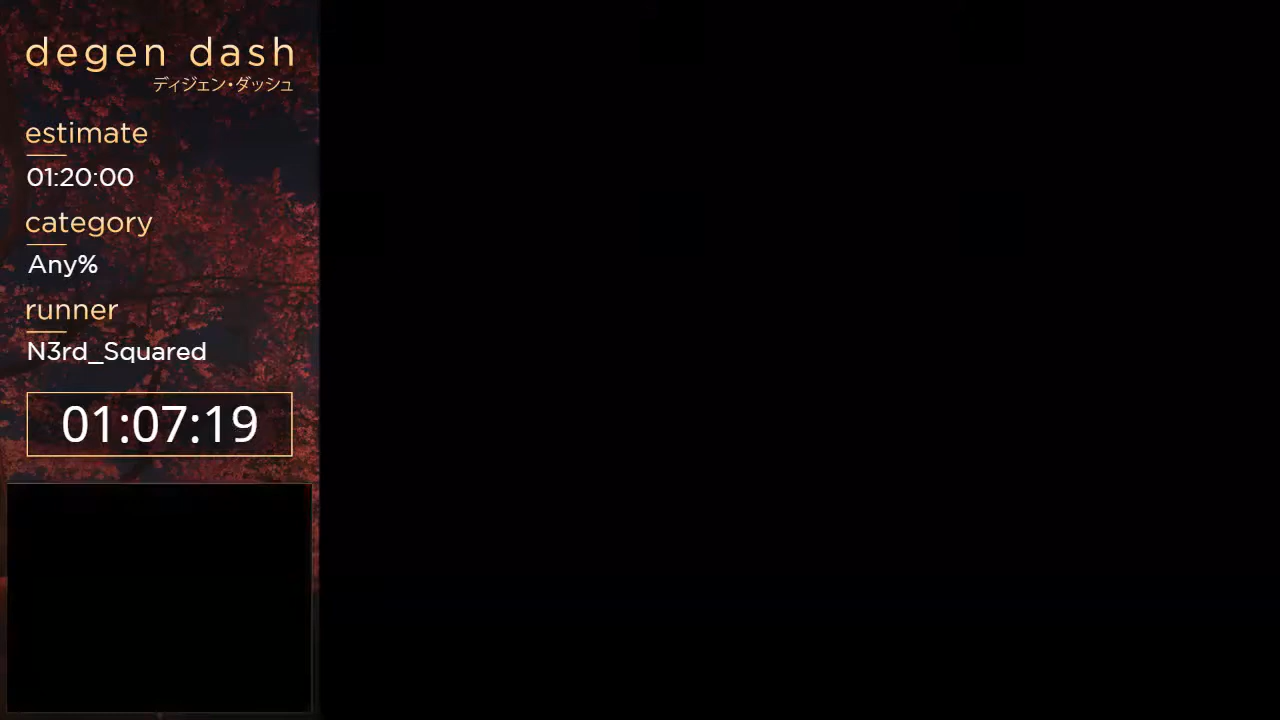 degen dash
ディジェン・ダッシュ
estimate
01:20:00
category
Any%
runner
N3rd_Squared
01:07:19